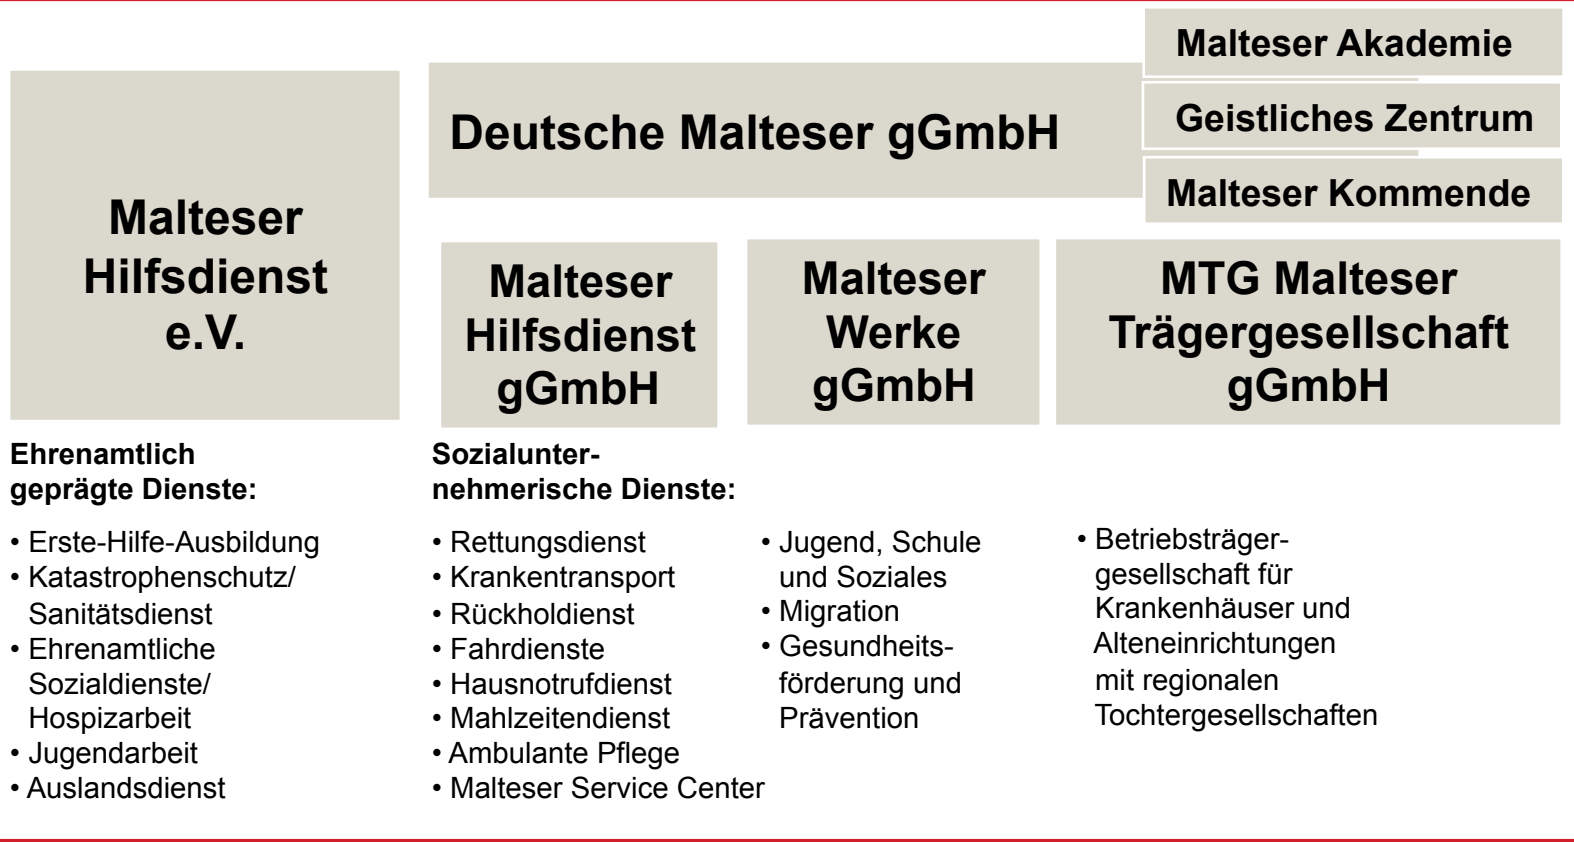 Malteser
Hilfsdienst
e.V.
Deutsche Malteser gGmbH
Malteser Akademie
Geistliches Zentrum
Malteser Kommende
Malteser
Hilfsdienst
gGmbH
Malteser
Werke
gGmbH
MTG Malteser
Trägergesellschaft
gGmbH
Ehrenamtlich
geprägte Dienste:
• Erste-Hilfe-Ausbildung
• Katastrophenschutz/
Sanitätsdienst
• Ehrenamtliche
Sozialdienste/
Hospizarbeit
• Jugendarbeit
• Auslandsdienst
Sozialunter-
nehmerische Dienste:
• Rettungsdienst
• Krankentransport
• Rückholdienst
• Fahrdienste
• Hausnotrufdienst
• Mahlzeitendienst
• Ambulante Pflege
• Malteser Service Center
• Jugend, Schule
und Soziales
• Migration
• Gesundheits-
förderung und
Prävention
• Betriebsträger-
gesellschaft für
Krankenhäuser und
Alteneinrichtungen
mit regionalen
Tochtergesellschaften